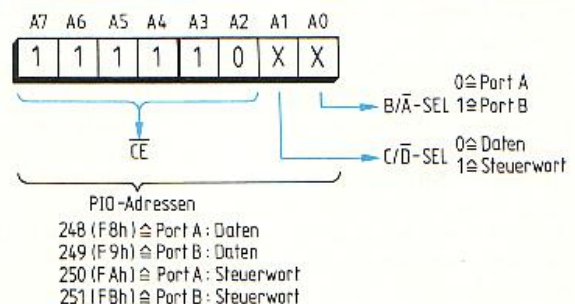 A7 A6 A5 A4 A3 A2 A1 A0
1 1 1 1 1 0 X X
0≙Port A
B/A̅-SEL 1≙Port B
C̅E̅
C/D̅-SEL 0≙Daten
1≙Steuerwort
PIO-Adressen
248 (F8h) ≙ Port A : Daten
249 (F9h) ≙ Port B : Daten
250 (FAh) ≙ Port A : Steuerwort
251 (FBh) ≙ Port B : Steuerwort